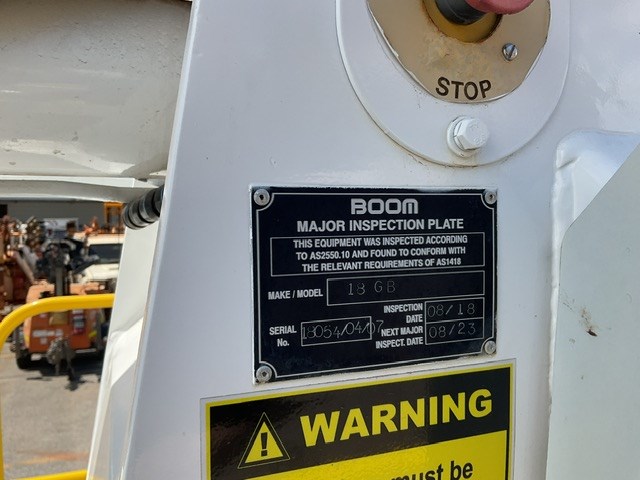 STOP
BOOM
MAJOR INSPECTION PLATE
THIS EQUIPMENT WAS INSPECTED ACCORDING
TO AS2550.10 AND FOUND TO CONFORM WITH
THE RELEVANT REQUIREMENTS OF AS1418
MAKE / MODEL 18 GB
SERIAL No. 18054/04/07
INSPECTION DATE 08/18
NEXT MAJOR INSPECT. DATE 08/23
WARNING
must be